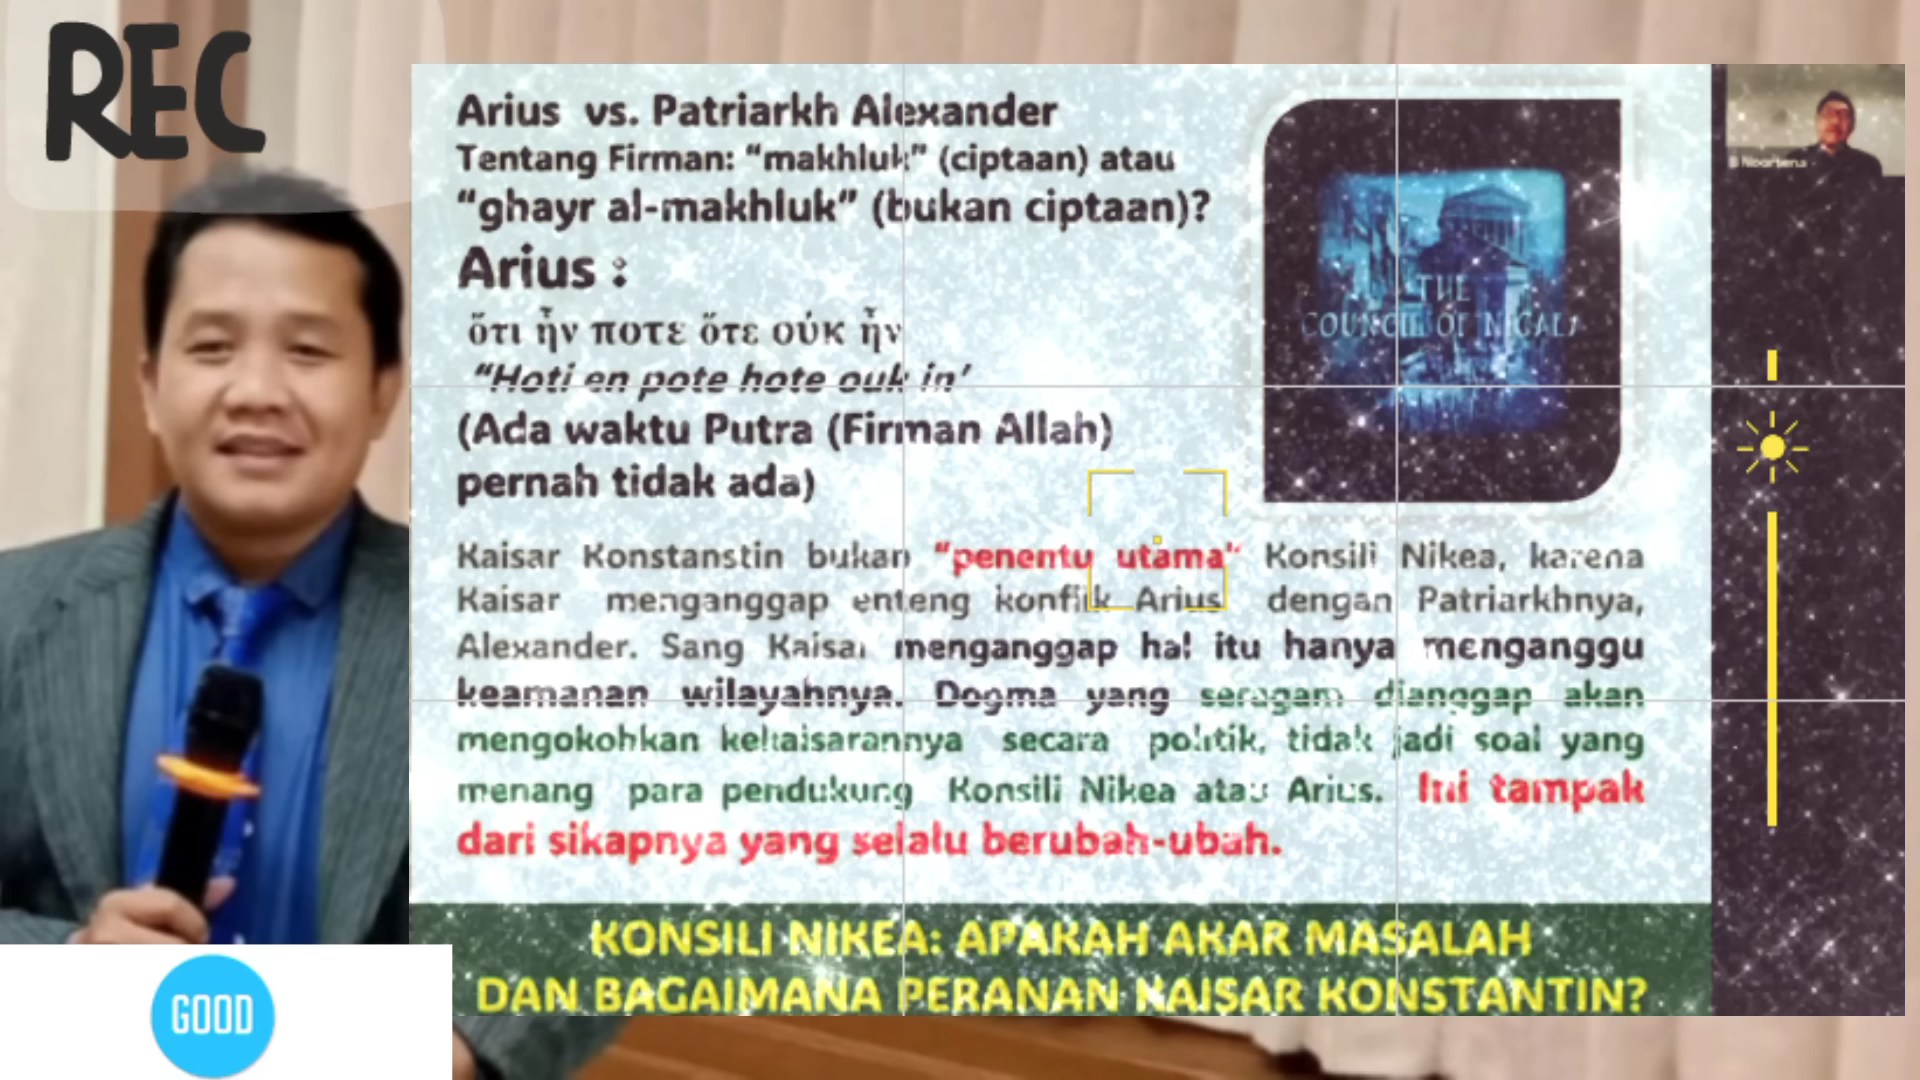 REC
Arius vs. Patriarkh Alexander
Tentang Firman: “makhluk” (ciptaan) atau
“ghayr al-makhluk” (bukan ciptaan)?
Arius :
ὅτι ἦν ποτε ὅτε οὐκ ἦν
“Hoti en pote hote ouk in’
(Ada waktu Putra (Firman Allah)
pernah tidak ada)
THE
COUNCIL OF NICAEA
Kaisar Konstanstin bukan “penentu utama” Konsili Nikea, karena
Kaisar menganggap enteng konflik Arius dengan Patriarkhnya,
Alexander. Sang Kaisar menganggap hal itu hanya menganggu
keamanan wilayahnya. Dogma yang seragam dianggap akan
mengokohkan kekaisarannya secara politik, tidak jadi soal yang
menang para pendukung Konsili Nikea atau Arius. Ini tampak
dari sikapnya yang selalu berubah-ubah.
KONSILI NIKEA: APAKAH AKAR MASALAH
DAN BAGAIMANA PERANAN KAISAR KONSTANTIN?
GOOD